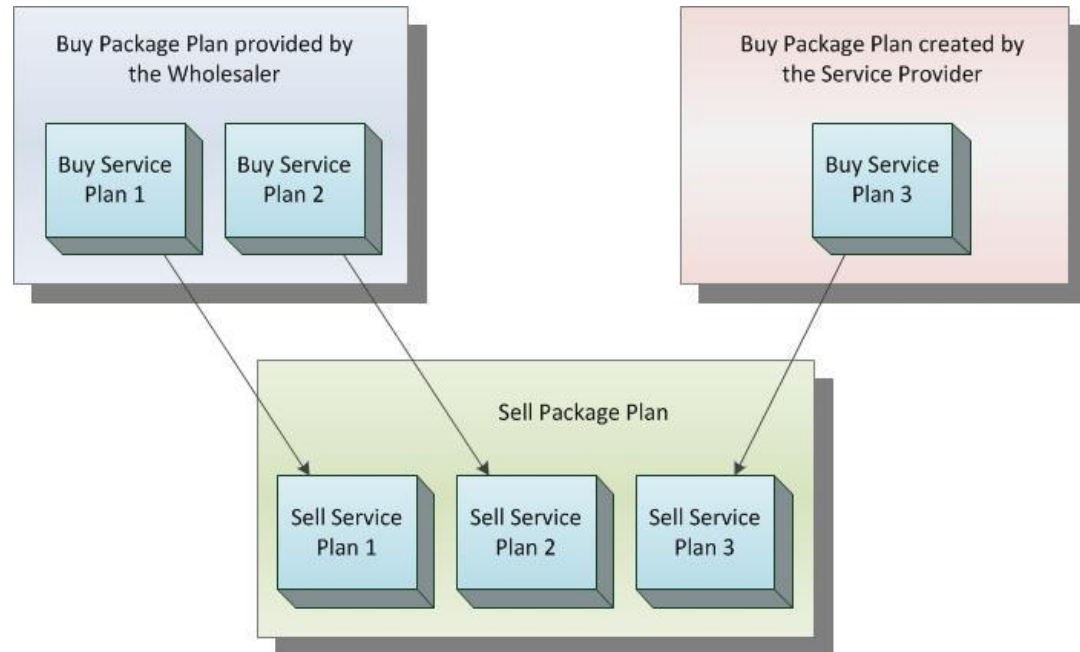 Buy Package Plan provided by
the Wholesaler
Buy Service
Plan 1
Buy Service
Plan 2
Buy Package Plan created by
the Service Provider
Buy Service
Plan 3
Sell Package Plan
Sell Service
Plan 1
Sell Service
Plan 2
Sell Service
Plan 3